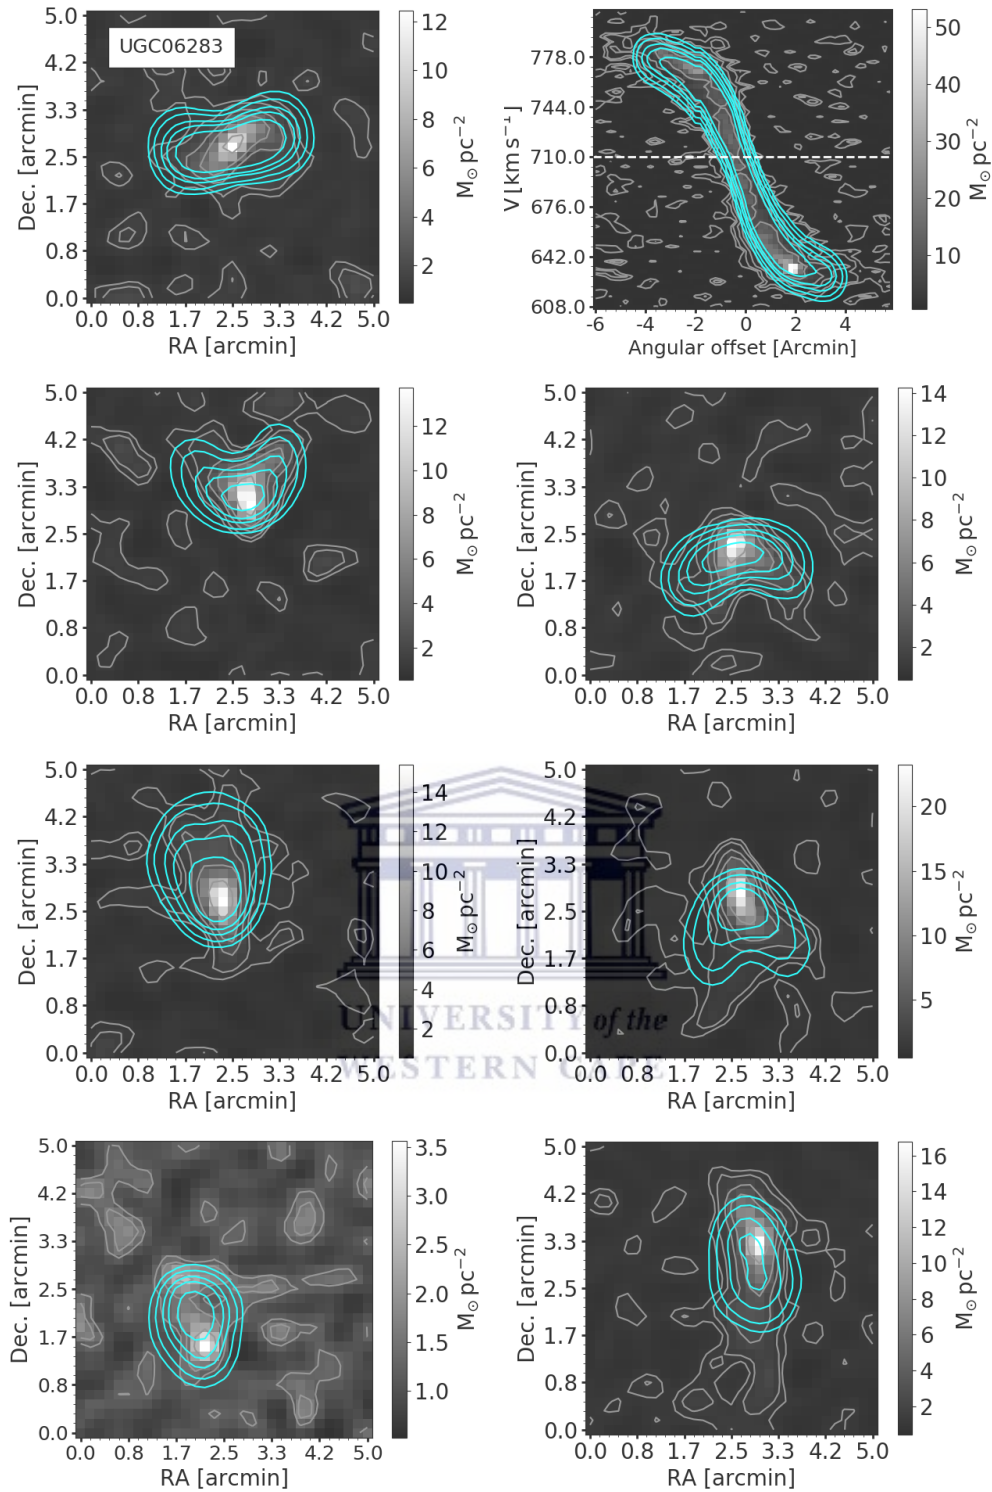 UGC06283
5.0
4.2
3.3
2.5
1.7
0.8
0.0
Dec. [arcmin]
0.0 0.8 1.7 2.5 3.3 4.2 5.0
RA [arcmin]
12
10
8
6
4
2
M⊙pc⁻²
778.0
744.0
710.0
676.0
642.0
608.0
V [km s⁻¹]
-6 -4 -2 0 2 4
Angular offset [Arcmin]
50
40
30
20
10
M⊙pc⁻²
5.0
4.2
3.3
2.5
1.7
0.8
0.0
Dec. [arcmin]
0.0 0.8 1.7 2.5 3.3 4.2 5.0
RA [arcmin]
12
10
8
6
4
2
M⊙pc⁻²
5.0
4.2
3.3
2.5
1.7
0.8
0.0
Dec. [arcmin]
0.0 0.8 1.7 2.5 3.3 4.2 5.0
RA [arcmin]
14
12
10
8
6
4
2
M⊙pc⁻²
5.0
4.2
3.3
2.5
1.7
0.8
0.0
Dec. [arcmin]
0.0 0.8 1.7 2.5 3.3 4.2 5.0
RA [arcmin]
14
12
10
8
6
4
2
M⊙pc⁻²
5.0
4.2
3.3
2.5
1.7
0.8
0.0
Dec. [arcmin]
0.0 0.8 1.7 2.5 3.3 4.2 5.0
RA [arcmin]
20
15
10
5
M⊙pc⁻²
UNIVERSITY of the
WESTERN CAPE
5.0
4.2
3.3
2.5
1.7
0.8
0.0
Dec. [arcmin]
0.0 0.8 1.7 2.5 3.3 4.2 5.0
RA [arcmin]
3.5
3.0
2.5
2.0
1.5
1.0
M⊙pc⁻²
5.0
4.2
3.3
2.5
1.7
0.8
0.0
Dec. [arcmin]
0.0 0.8 1.7 2.5 3.3 4.2 5.0
RA [arcmin]
16
14
12
10
8
6
4
2
M⊙pc⁻²